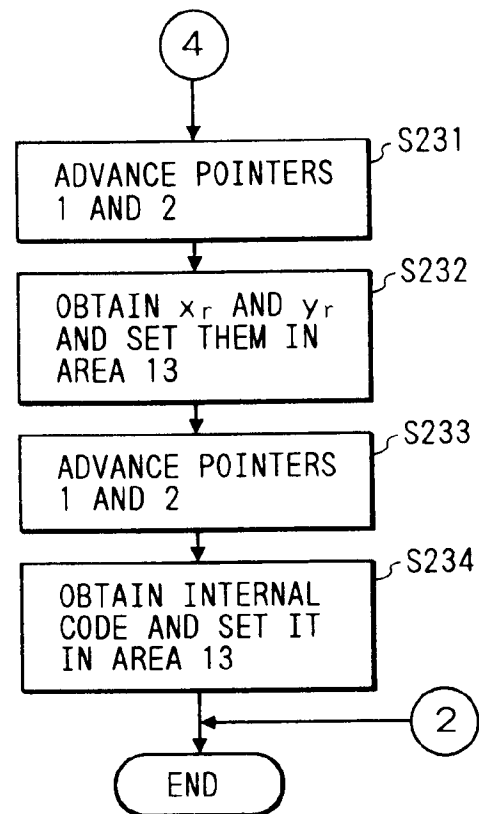 4
S231
ADVANCE POINTERS
1 AND 2
S232
OBTAIN xr AND yr
AND SET THEM IN
AREA 13
S233
ADVANCE POINTERS
1 AND 2
S234
OBTAIN INTERNAL
CODE AND SET IT
IN AREA 13
2
END